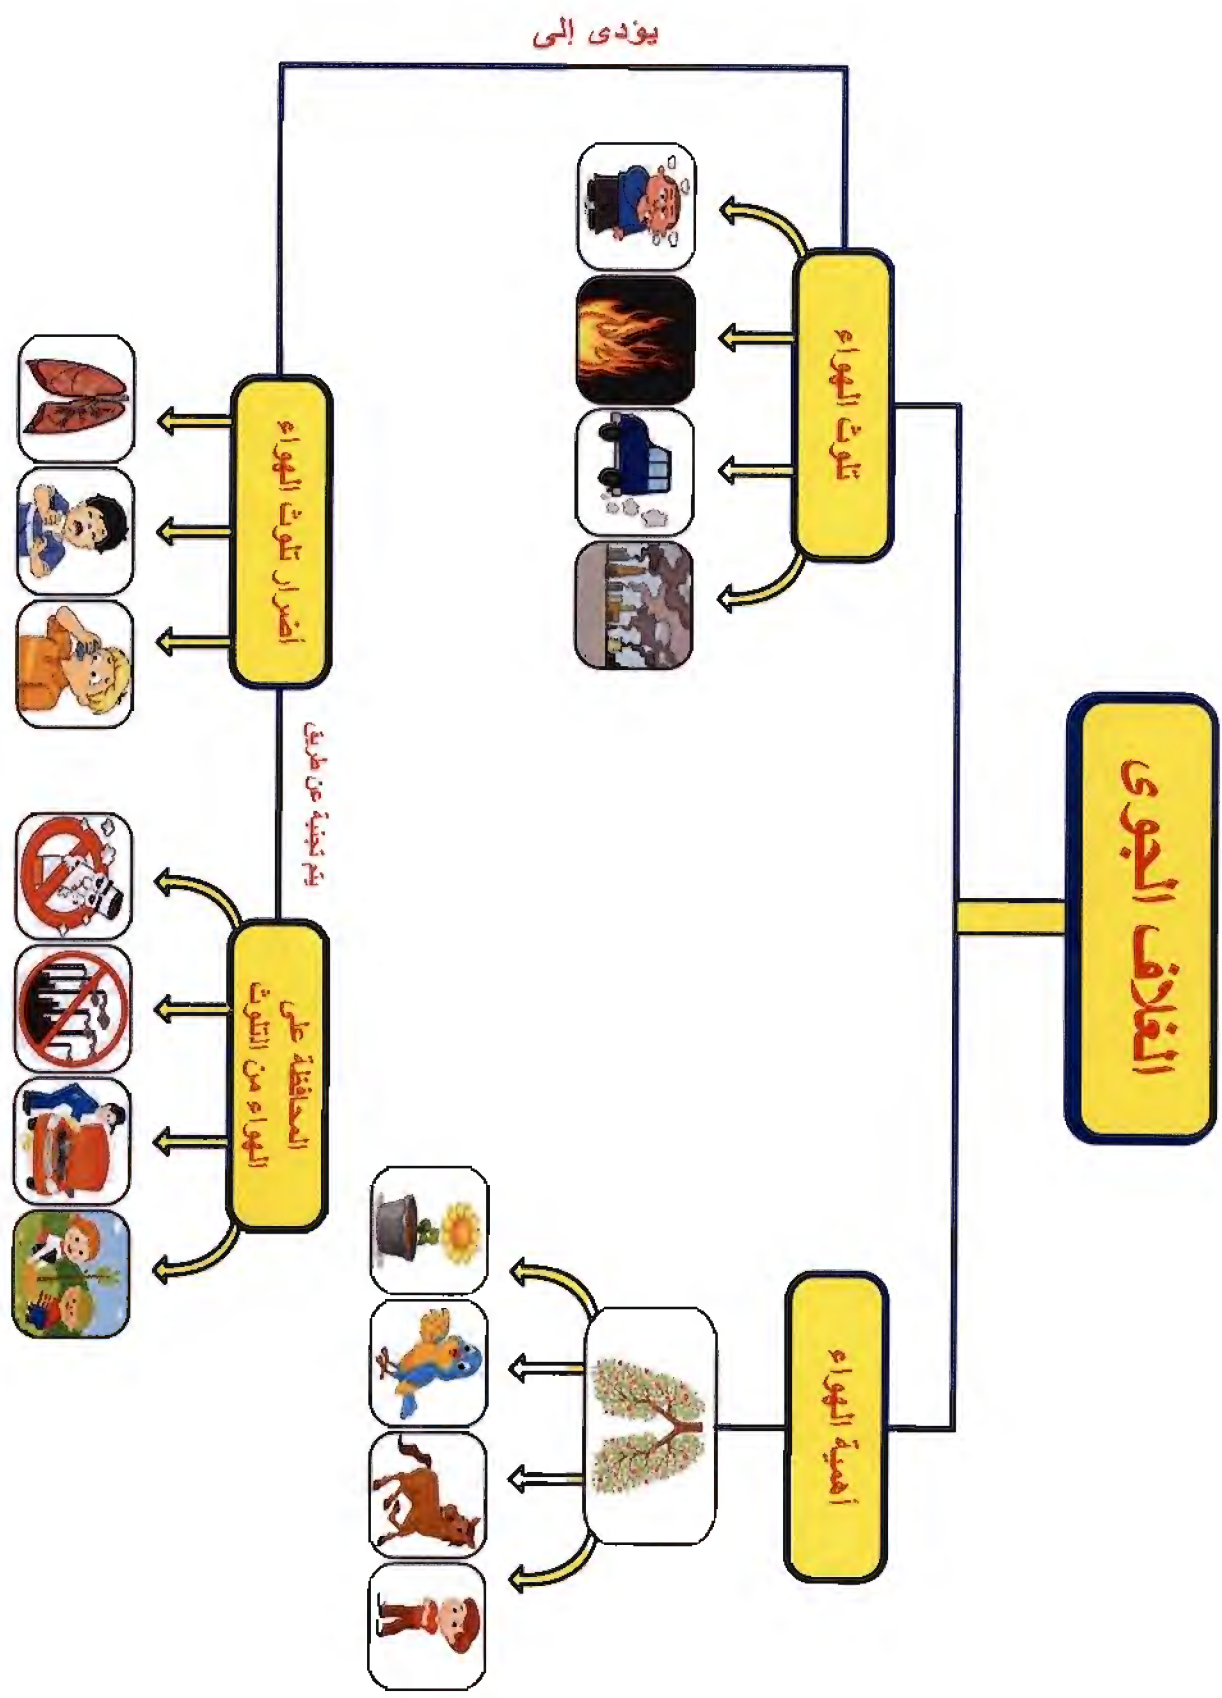 الغلاف الجوى
أهمية الهواء
تلوث الهواء
يؤدى إلى
أضرار تلوث الهواء
يتم تجنبة عن طريق
المحافظة على
الهواء من التلوث